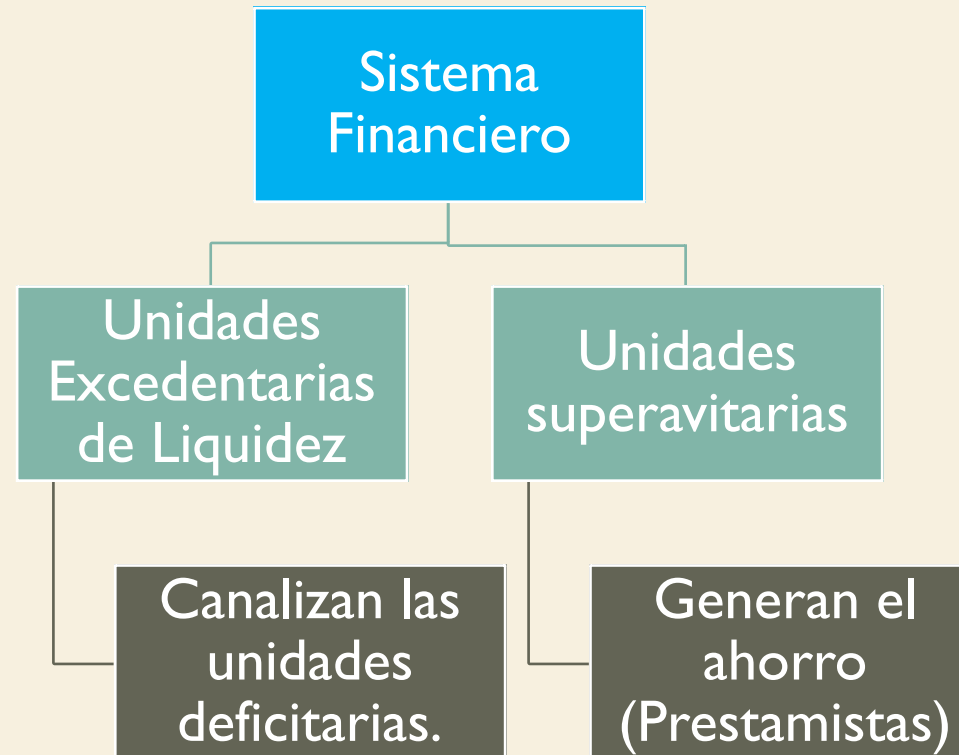 Sistema
Financiero
Unidades
Excedentarias
de Liquidez
Unidades
superavitarias
Canalizan las
unidades
deficitarias.
Generan el
ahorro
(Prestamistas)